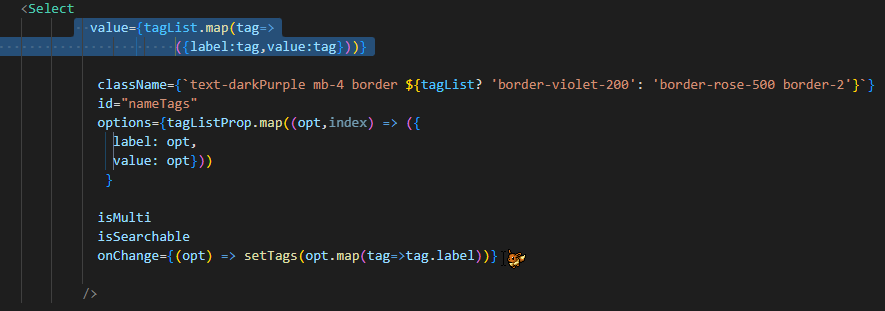 <Select
value={tagList.map(tag=>
({label:tag,value:tag}))}
className={`text-darkPurple mb-4 border ${tagList? 'border-violet-200': 'border-rose-500 border-2'}`}
id="nameTags"
options={tagListProp.map((opt,index) => ({
label: opt,
value: opt}))
}
isMulti
isSearchable
onChange={(opt) => setTags(opt.map(tag=>tag.label))}
/>